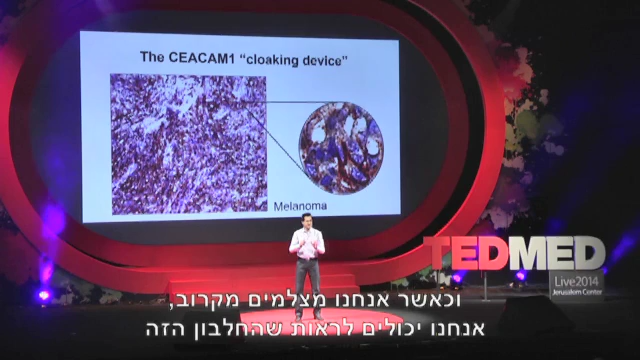 The CEACAM1 “cloaking device”
Melanoma
TEDMED
Live2014
Jerusalem Center
וכאשר אנחנו מצלמים מקרוב,
אנחנו יכולים לראות שהחלבון הזה